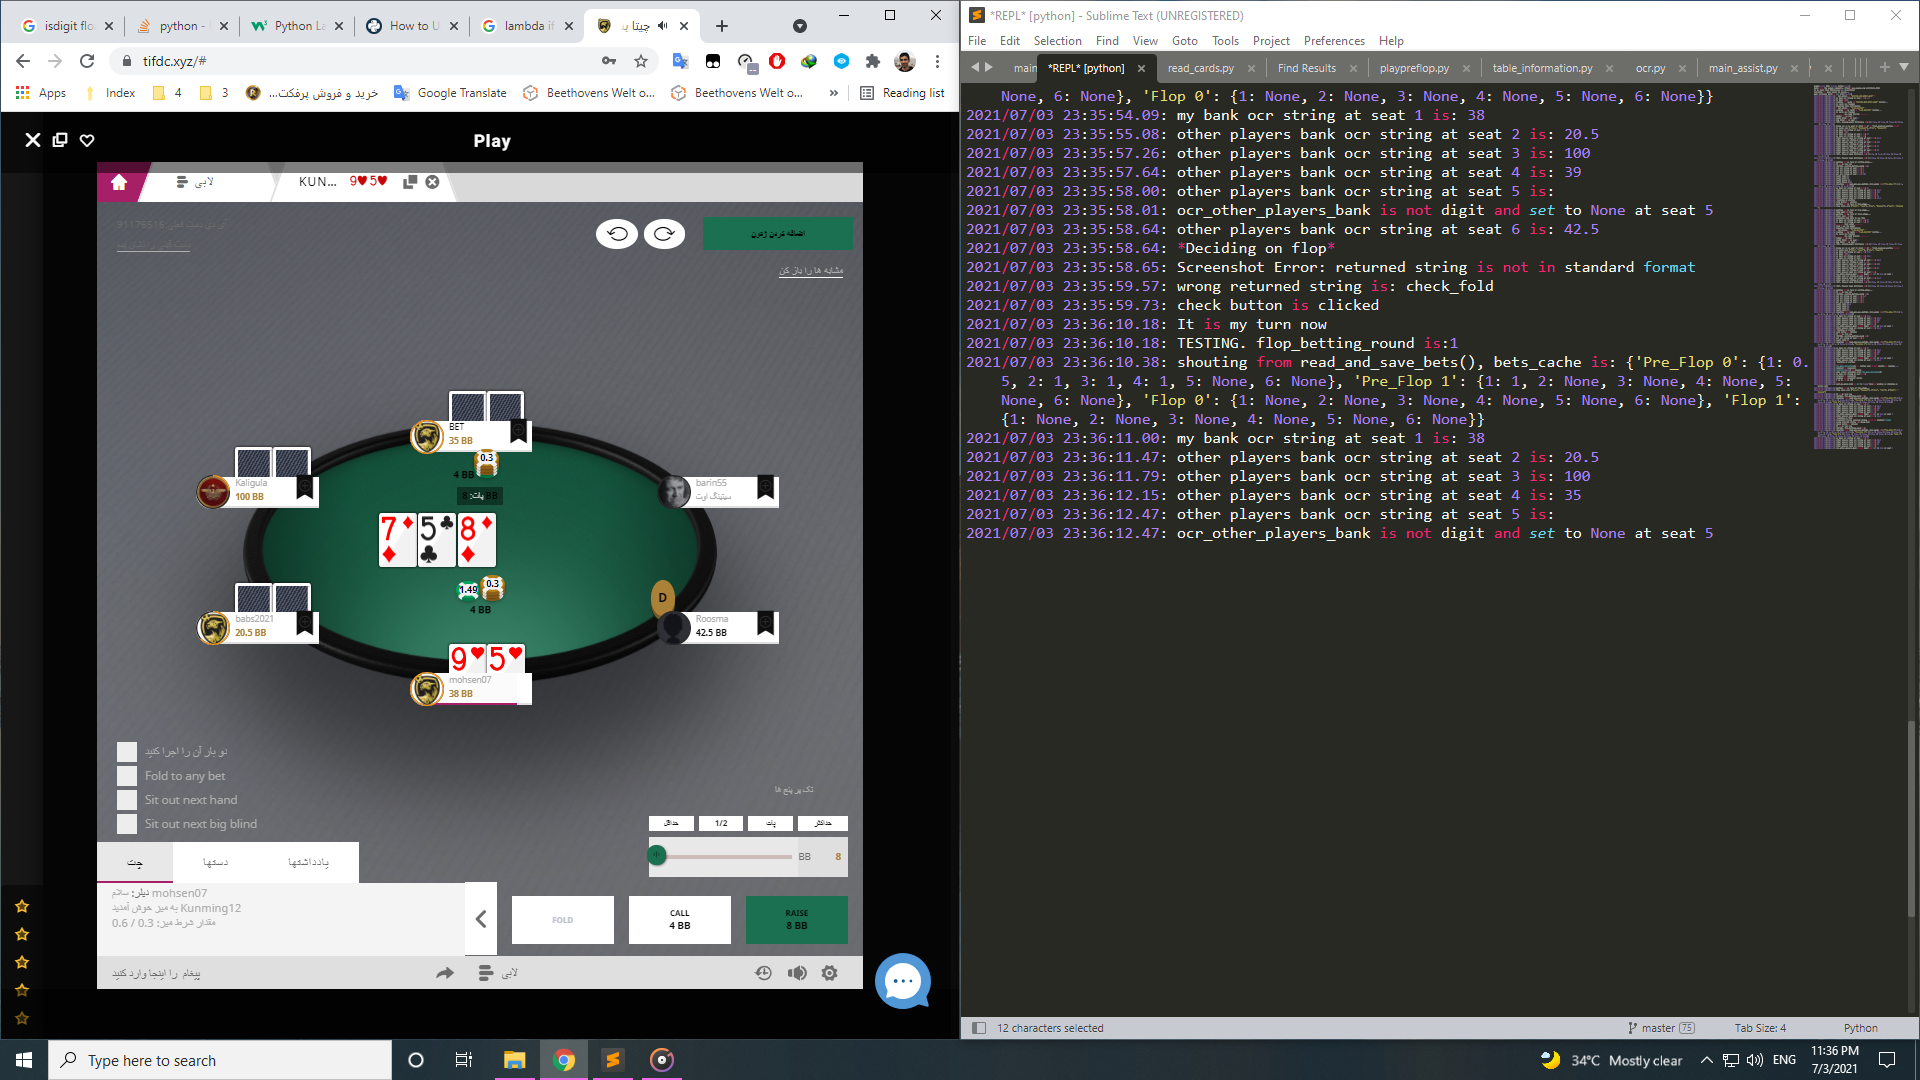 isdigit flo
python -
Python La
How to U
lambda if
چیتا ب
tifdc.xyz/#
Apps
Index
4
3
خرید و فروش پرفکت...
Google Translate
Beethovens Welt o...
Beethovens Welt o...
»
Reading list
Play
لابی
KUN... 9♥ 5♥
91176516
اضافه کردن ژتون
مشابه ها را باز کن
BET
35 BB
0.3
4 BB
پات: 8 BB
Kaligula
100 BB
barin55
سیتینگ اوت
7 5 8
1.49 0.3
4 BB
D
babs2021
20.5 BB
Roosma
42.5 BB
9♥ 5♥
mohsen07
38 BB
دو بار آن را اجرا کنید
Fold to any bet
Sit out next hand
Sit out next big blind
تک پر پنج ها
حداقل
1/2
پات
حداکثر
BB 8
چت
دستها
یادداشتها
دیلر: سلام mohsen07
به میز خوش آمدید Kunming12
مقدار شرط میز: 0.3 / 0.6
FOLD
CALL
4 BB
RAISE
8 BB
پیغام را اینجا وارد کنید
لابی
*REPL* [python] - Sublime Text (UNREGISTERED)
File Edit Selection Find View Goto Tools Project Preferences Help
main
*REPL* [python]
read_cards.py
Find Results
playpreflop.py
table_information.py
ocr.py
main_assist.py
None, 6: None}, 'Flop 0': {1: None, 2: None, 3: None, 4: None, 5: None, 6: None}}
2021/07/03 23:35:54.09: my bank ocr string at seat 1 is: 38
2021/07/03 23:35:55.08: other players bank ocr string at seat 2 is: 20.5
2021/07/03 23:35:57.26: other players bank ocr string at seat 3 is: 100
2021/07/03 23:35:57.64: other players bank ocr string at seat 4 is: 39
2021/07/03 23:35:58.00: other players bank ocr string at seat 5 is:
2021/07/03 23:35:58.01: ocr_other_players_bank is not digit and set to None at seat 5
2021/07/03 23:35:58.64: other players bank ocr string at seat 6 is: 42.5
2021/07/03 23:35:58.64: *Deciding on flop*
2021/07/03 23:35:58.65: Screenshot Error: returned string is not in standard format
2021/07/03 23:35:59.57: wrong returned string is: check_fold
2021/07/03 23:35:59.73: check button is clicked
2021/07/03 23:36:10.18: It is my turn now
2021/07/03 23:36:10.18: TESTING. flop_betting_round is:1
2021/07/03 23:36:10.38: shouting from read_and_save_bets(), bets_cache is: {'Pre_Flop 0': {1: 0.
5, 2: 1, 3: 1, 4: 1, 5: None, 6: None}, 'Pre_Flop 1': {1: 1, 2: None, 3: None, 4: None, 5:
None, 6: None}, 'Flop 0': {1: None, 2: None, 3: None, 4: None, 5: None, 6: None}, 'Flop 1':
{1: None, 2: None, 3: None, 4: None, 5: None, 6: None}}
2021/07/03 23:36:11.00: my bank ocr string at seat 1 is: 38
2021/07/03 23:36:11.47: other players bank ocr string at seat 2 is: 20.5
2021/07/03 23:36:11.79: other players bank ocr string at seat 3 is: 100
2021/07/03 23:36:12.15: other players bank ocr string at seat 4 is: 35
2021/07/03 23:36:12.47: other players bank ocr string at seat 5 is:
2021/07/03 23:36:12.47: ocr_other_players_bank is not digit and set to None at seat 5
12 characters selected
master 75
Tab Size: 4
Python
Type here to search
34°C Mostly clear
ENG
11:36 PM
7/3/2021